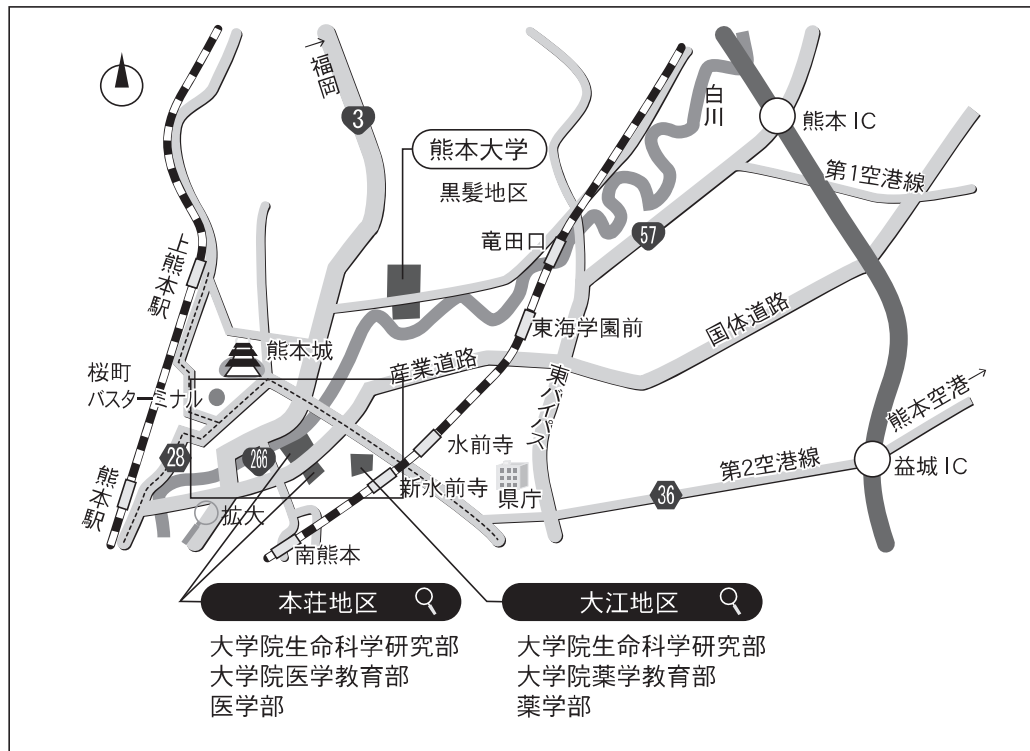 →福岡
3
白川
熊本大学
黒髪地区
熊本 IC
第1空港線
竜田口
57
上熊本駅
東海学園前
国体道路
熊本城
産業道路
東バイパス
桜町
バスターミナル
熊本空港→
水前寺
28
266
第2空港線
益城 IC
新水前寺
県庁
36
熊本駅
拡大
南熊本
本荘地区
大学院生命科学研究部
大学院医学教育部
医学部
大江地区
大学院生命科学研究部
大学院薬学教育部
薬学部